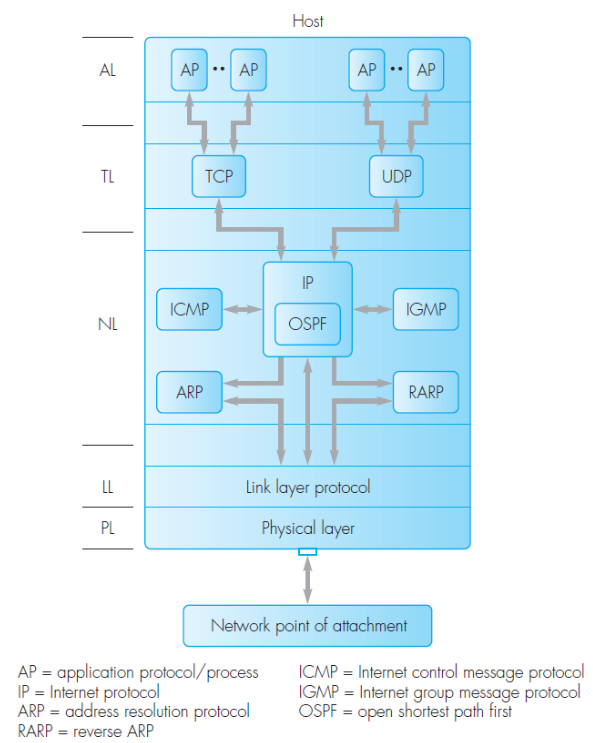 Host
AL
AP •• AP
AP •• AP
TL
TCP
UDP
NL
IP
OSPF
ICMP
IGMP
ARP
RARP
LL
Link layer protocol
PL
Physical layer
Network point of attachment
AP = application protocol/process
IP = Internet protocol
ARP = address resolution protocol
RARP = reverse ARP
ICMP = Internet control message protocol
IGMP = Internet group message protocol
OSPF = open shortest path first